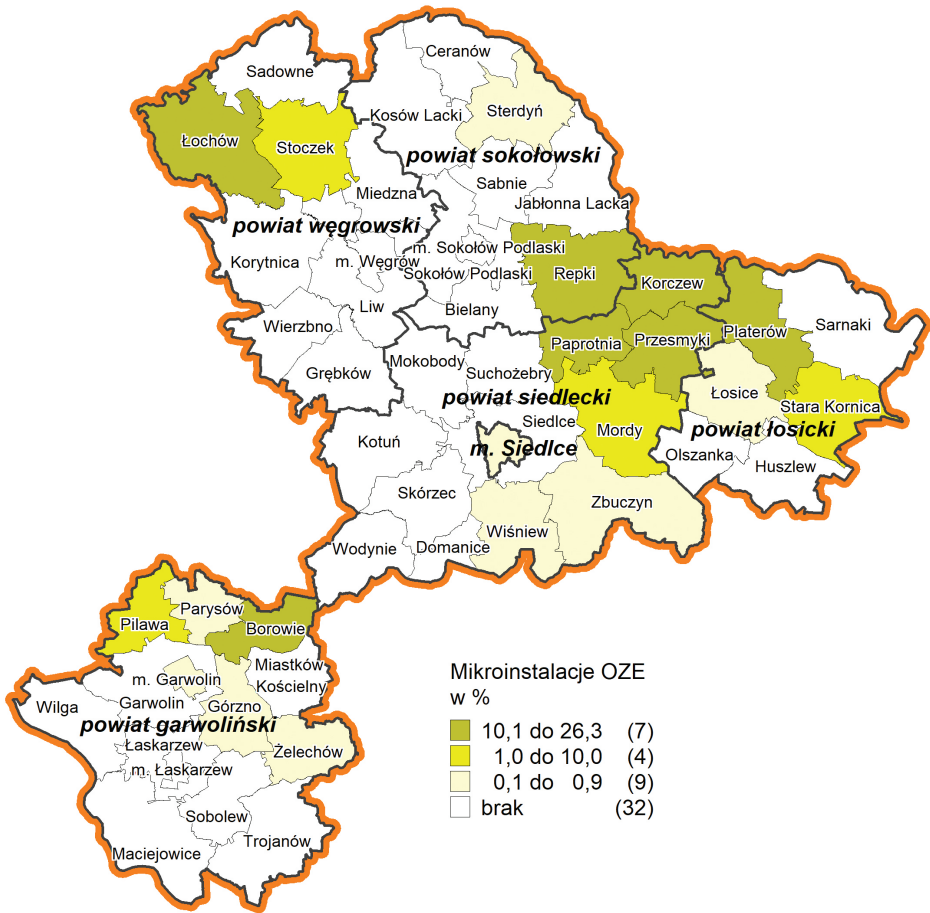 Ceranów
Sadowne
Kosów Lacki
Sterdyń
Łochów
Stoczek
powiat sokołowski
Sabnie
Miedzna
Jabłonna Lacka
powiat węgrowski
m. Sokołów Podlaski
Korytnica
m. Węgrów
Sokołów Podlaski
Repki
Korczew
Liw
Bielany
Wierzbno
Paprotnia
Przesmyki
Platerów
Sarnaki
Mokobody
Grębków
Suchożebry
Łosice
powiat siedlecki
Stara Kornica
Siedlce
Mordy
powiat łosicki
Kotuń
m. Siedlce
Olszanka
Huszlew
Skórzec
Zbuczyn
Wiśniew
Wodynie
Domanice
Parysów
Pilawa
Borowie
Miastków
Kościelny
m. Garwolin
Wilga
Garwolin
Górzno
powiat garwoliński
Łaskarzew
Żelechów
m. Łaskarzew
Sobolew
Trojanów
Maciejowice
Mikroinstalacje OZE
w %
10,1 do 26,3 (7)
1,0 do 10,0 (4)
0,1 do 0,9 (9)
brak (32)